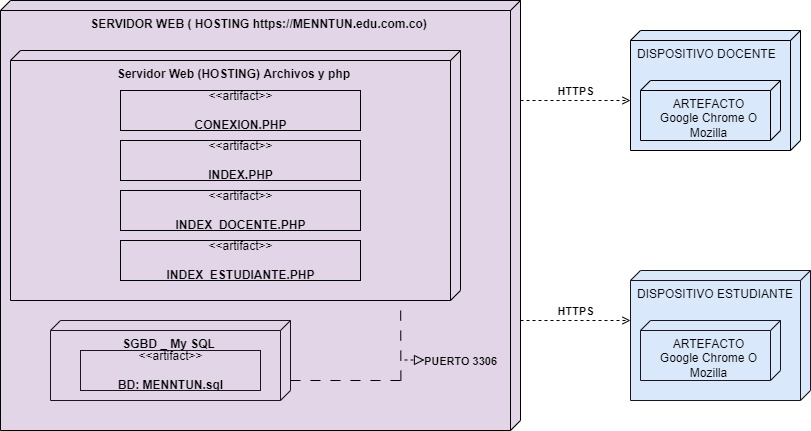 SERVIDOR WEB ( HOSTING https://MENNTUN.edu.com.co)
Servidor Web (HOSTING) Archivos y php
<<artifact>>
CONEXION.PHP
<<artifact>>
INDEX.PHP
<<artifact>>
INDEX_DOCENTE.PHP
<<artifact>>
INDEX_ESTUDIANTE.PHP
SGBD _ My SQL
<<artifact>>
BD: MENNTUN.sql
PUERTO 3306
HTTPS
DISPOSITIVO DOCENTE
ARTEFACTO
Google Chrome O
Mozilla
HTTPS
DISPOSITIVO ESTUDIANTE
ARTEFACTO
Google Chrome O
Mozilla